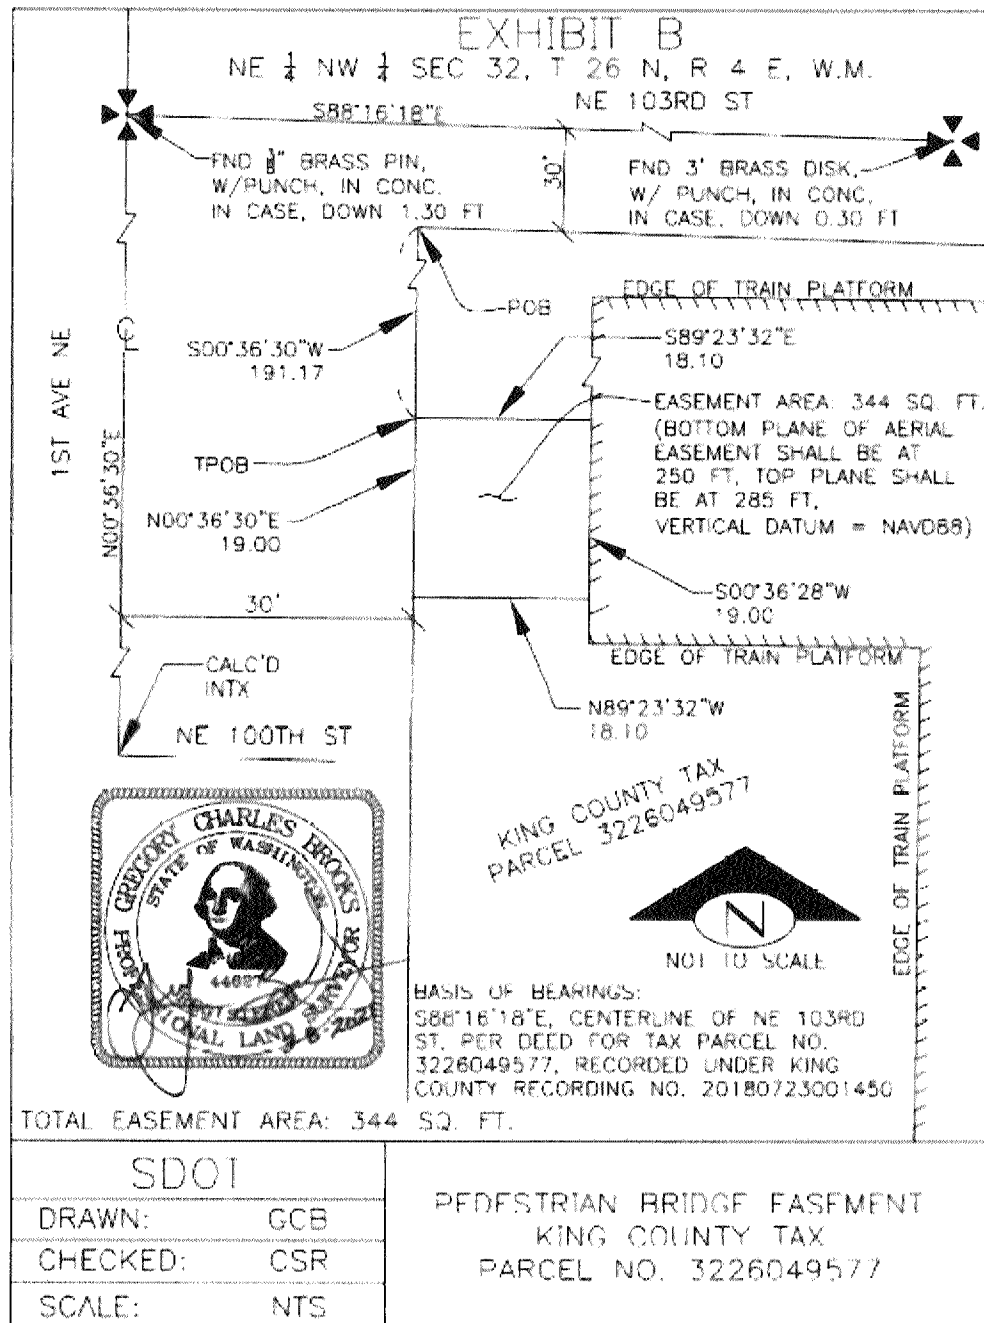 EXHIBIT B
NE 1/4 NW 1/4 SEC 32, T 26 N, R 4 E, W.M.
NE 103RD ST
S88°16'18"E
FND "  BRASS PIN,
W/PUNCH, IN CONC.
IN CASE, DOWN 1.30 FT
30'
FND 3' BRASS DISK,
W/ PUNCH, IN CONC.
IN CASE, DOWN 0.30 FT
POB
EDGE OF TRAIN PLATFORM
1ST AVE NE
CL
S00°36'30"W
191.17
S89°23'32"E
18.10
EASEMENT AREA: 344 SQ. FT.
(BOTTOM PLANE OF AERIAL
EASEMENT SHALL BE AT
250 FT, TOP PLANE SHALL
BE AT 285 FT,
VERTICAL DATUM = NAVD88)
TPOB
N00°36'30"E
N00°36'30"E
19.00
30'
S00°36'28"W
19.00
EDGE OF TRAIN PLATFORM
CALC'D
INTX
NE 100TH ST
N89°23'32"W
18.10
KING COUNTY TAX
PARCEL 3226049577
EDGE OF TRAIN PLATFORM
N
NOT TO SCALE
GREGORY CHARLES BROOKS
STATE OF WASHINGTON
PROFESSIONAL LAND SURVEYOR
BASIS OF BEARINGS:
S88°16'18"E, CENTERLINE OF NE 103RD
ST, PER DEED FOR TAX PARCEL NO.
3226049577, RECORDED UNDER KING
COUNTY RECORDING NO. 20180723001450
TOTAL EASEMENT AREA: 344 SQ. FT.
SDOT
DRAWN: GCB
CHECKED: CSR
SCALE: NTS
PEDESTRIAN BRIDGE EASEMENT
KING COUNTY TAX
PARCEL NO. 3226049577